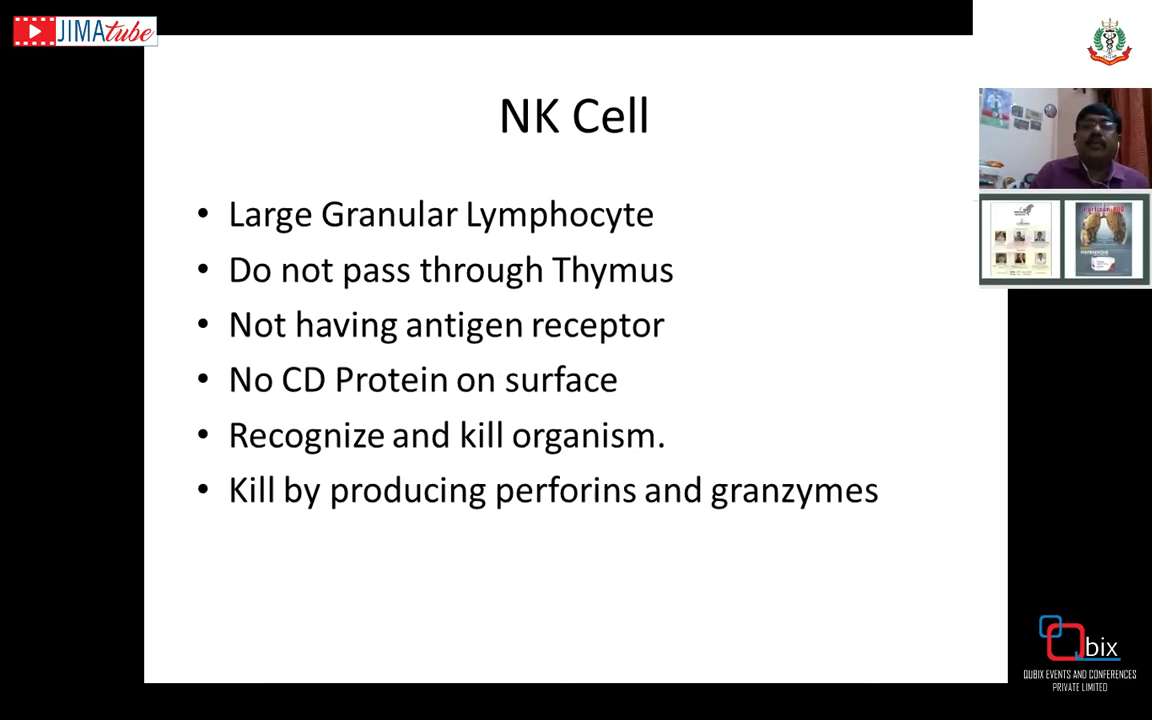 JIMAtube
NK Cell
• Large Granular Lymphocyte
• Do not pass through Thymus
• Not having antigen receptor
• No CD Protein on surface
• Recognize and kill organism.
• Kill by producing perforins and granzymes
Qbix
QUBIX EVENTS AND CONFERENCES
PRIVATE LIMITED